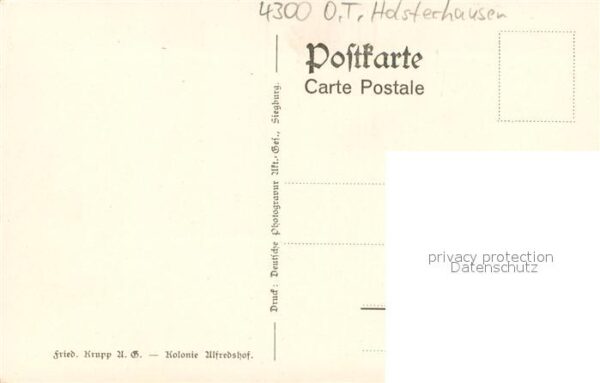 4300 O.T. Holsterhausen
Postkarte
Carte Postale
Druck: Deutsche Photogravur Akt.-Ges., Siegburg.
privacy protection
Datenschutz
Fried. Krupp A. G. — Kolonie Alfredshof.